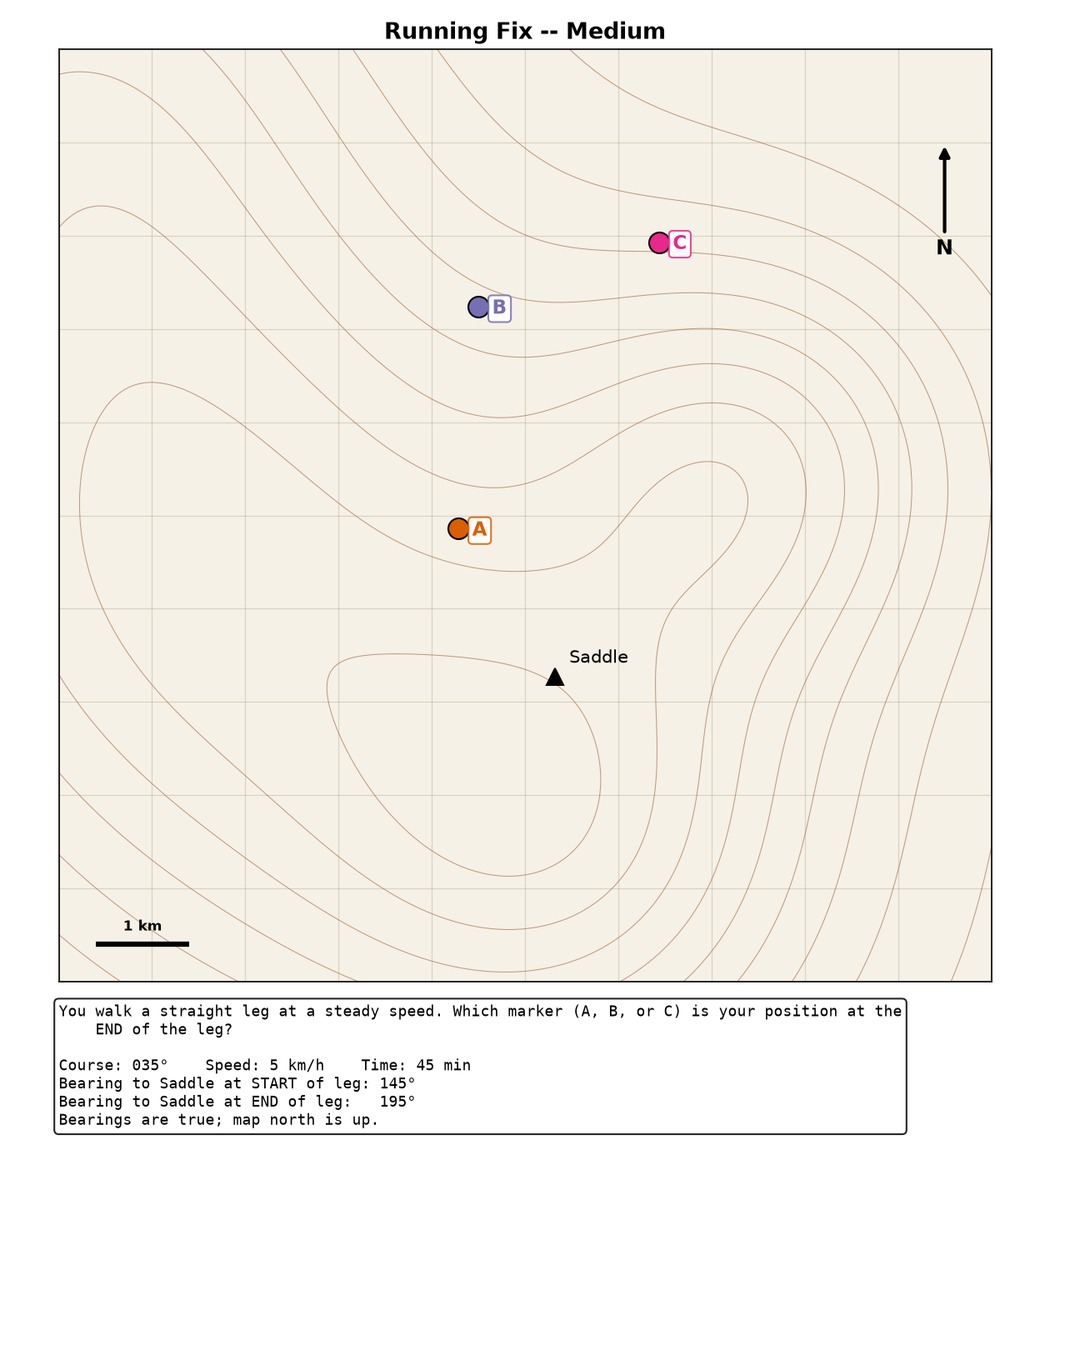 Running Fix -- Medium
C
N
B
A
Saddle
1 km
You walk a straight leg at a steady speed. Which marker (A, B, or C) is your position at the
END of the leg?
Course: 035°    Speed: 5 km/h    Time: 45 min
Bearing to Saddle at START of leg: 145°
Bearing to Saddle at END of leg:   195°
Bearings are true; map north is up.